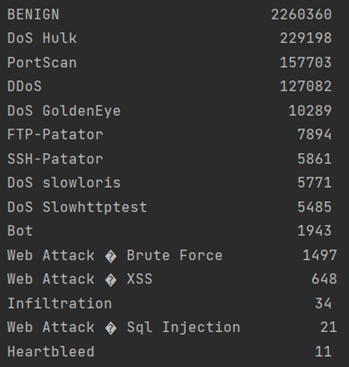 BENIGN 2260360
DoS Hulk 229198
PortScan 157703
DDoS 127082
DoS GoldenEye 10289
FTP-Patator 7894
SSH-Patator 5861
DoS slowloris 5771
DoS Slowhttptest 5485
Bot 1943
Web Attack � Brute Force 1497
Web Attack � XSS 648
Infiltration 34
Web Attack � Sql Injection 21
Heartbleed 11